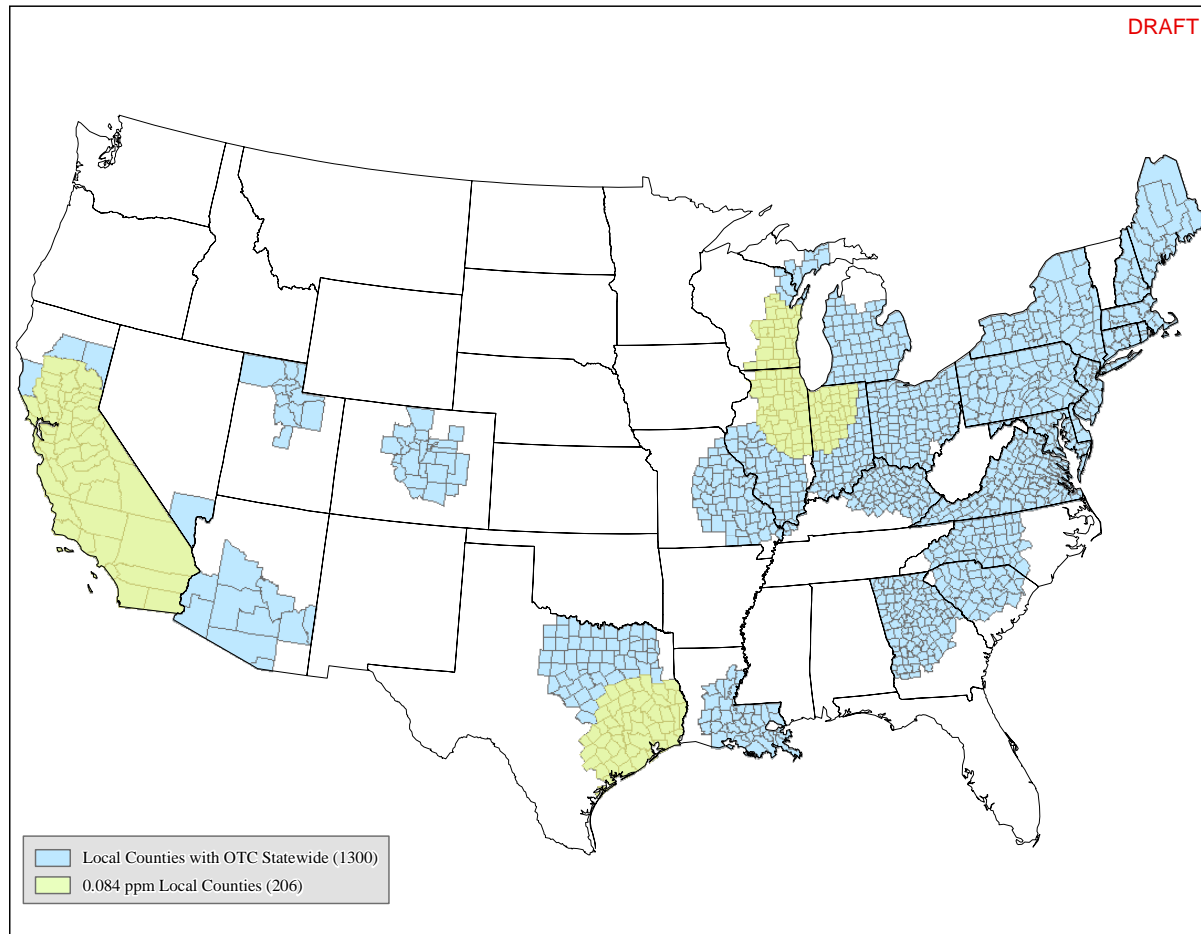 DRAFT
Local Counties with OTC Statewide (1300)
0.084 ppm Local Counties (206)